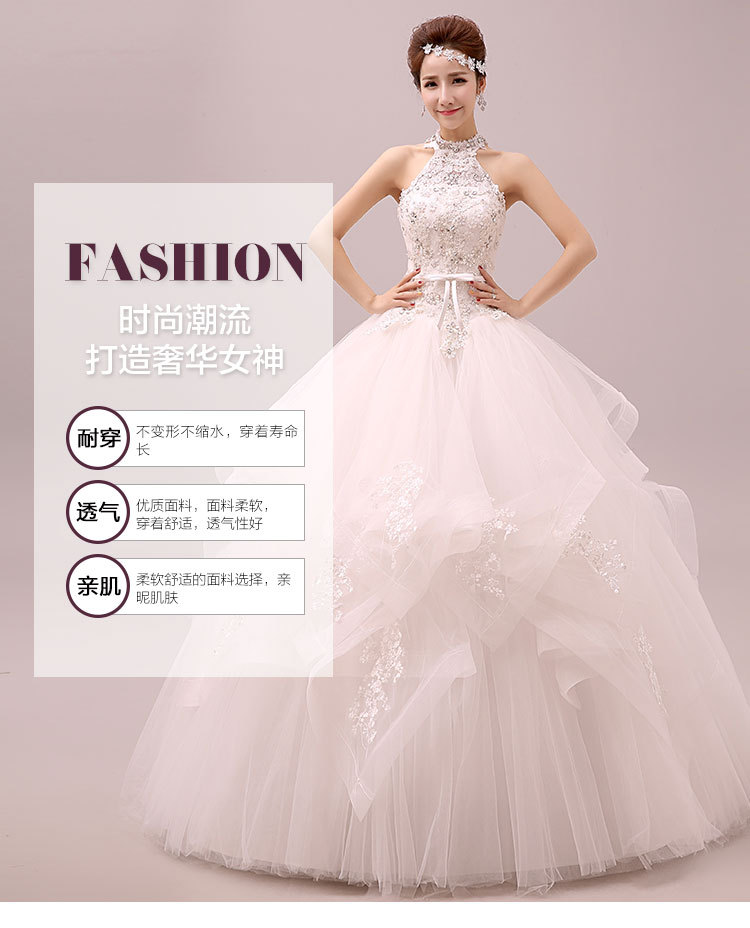 FASHION
时尚潮流
打造奢华女神
耐穿
不变形不缩水，穿着寿命
长
透气
优质面料，面料柔软，
穿着舒适，透气性好
亲肌
柔软舒适的面料选择，亲
昵肌肤